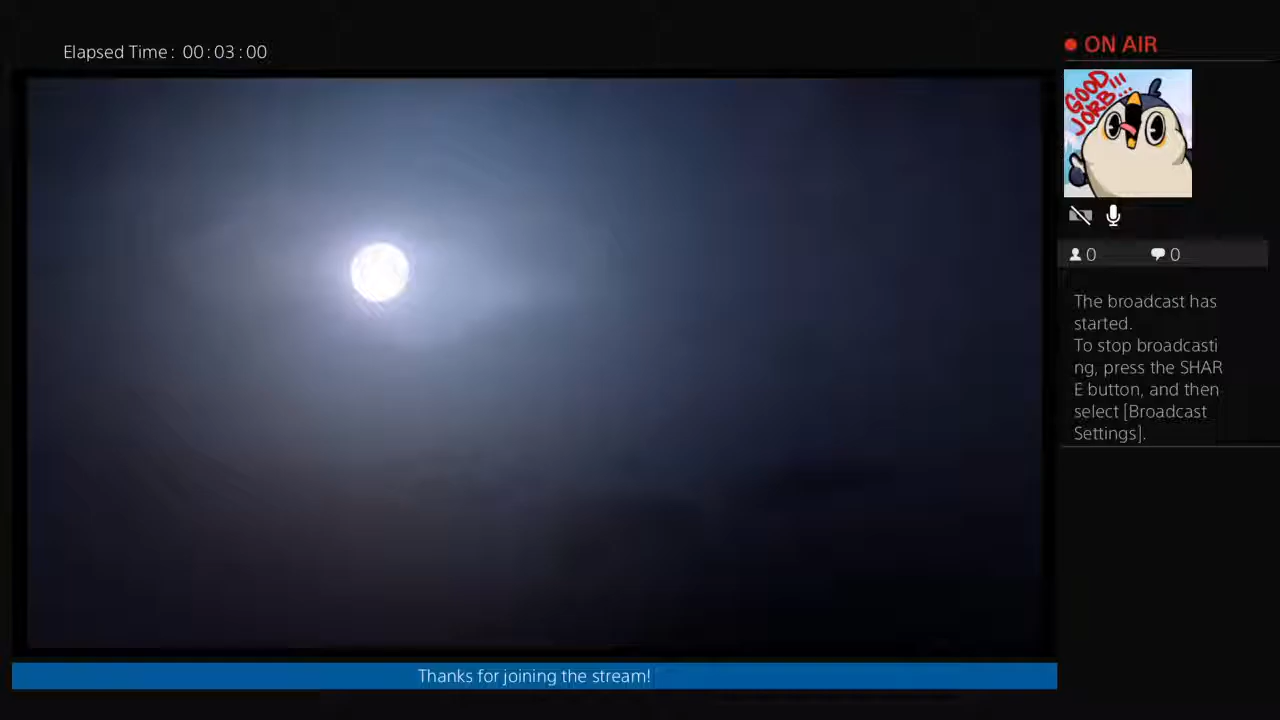 Elapsed Time: 00:03:00
ON AIR
GOOD
JORB!!!...
0
0
The broadcast has
started.
To stop broadcasti
ng, press the SHAR
E button, and then
select [Broadcast
Settings].
Thanks for joining the stream!